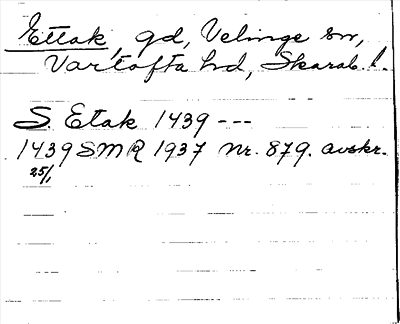 Ettak, gd, Velinge sn,
Vartofta hd, Skarab. l.
S. Etak 1439 ---
1439 SMR 1937 nr. 879. avskr.
25/1